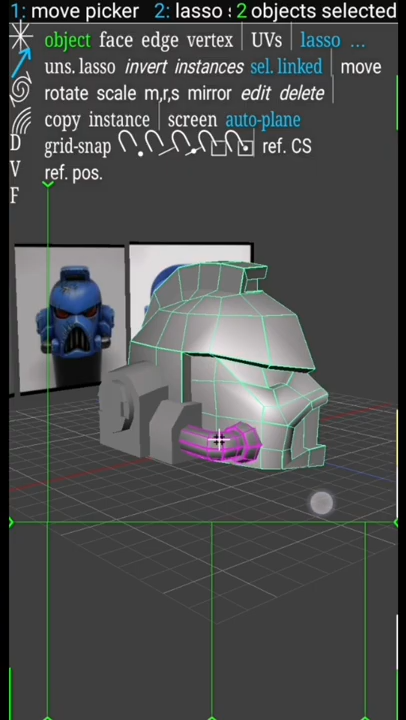 1: move picker 2: lasso : 2 objects selected
object face edge vertex | UVs | lasso ...
uns. lasso invert instances sel. linked | move
rotate scale m,r,s mirror edit delete |
copy instance | screen auto-plane
D
grid-snap ref. CS
V
ref. pos.
F